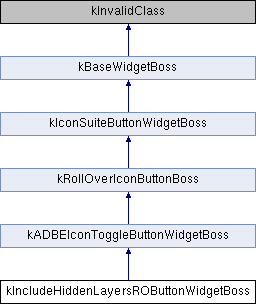 kInvalidClass
kBaseWidgetBoss
kIconSuiteButtonWidgetBoss
kRollOverIconButtonBoss
kADBEIconToggleButtonWidgetBoss
kIncludeHiddenLayersROButtonWidgetBoss